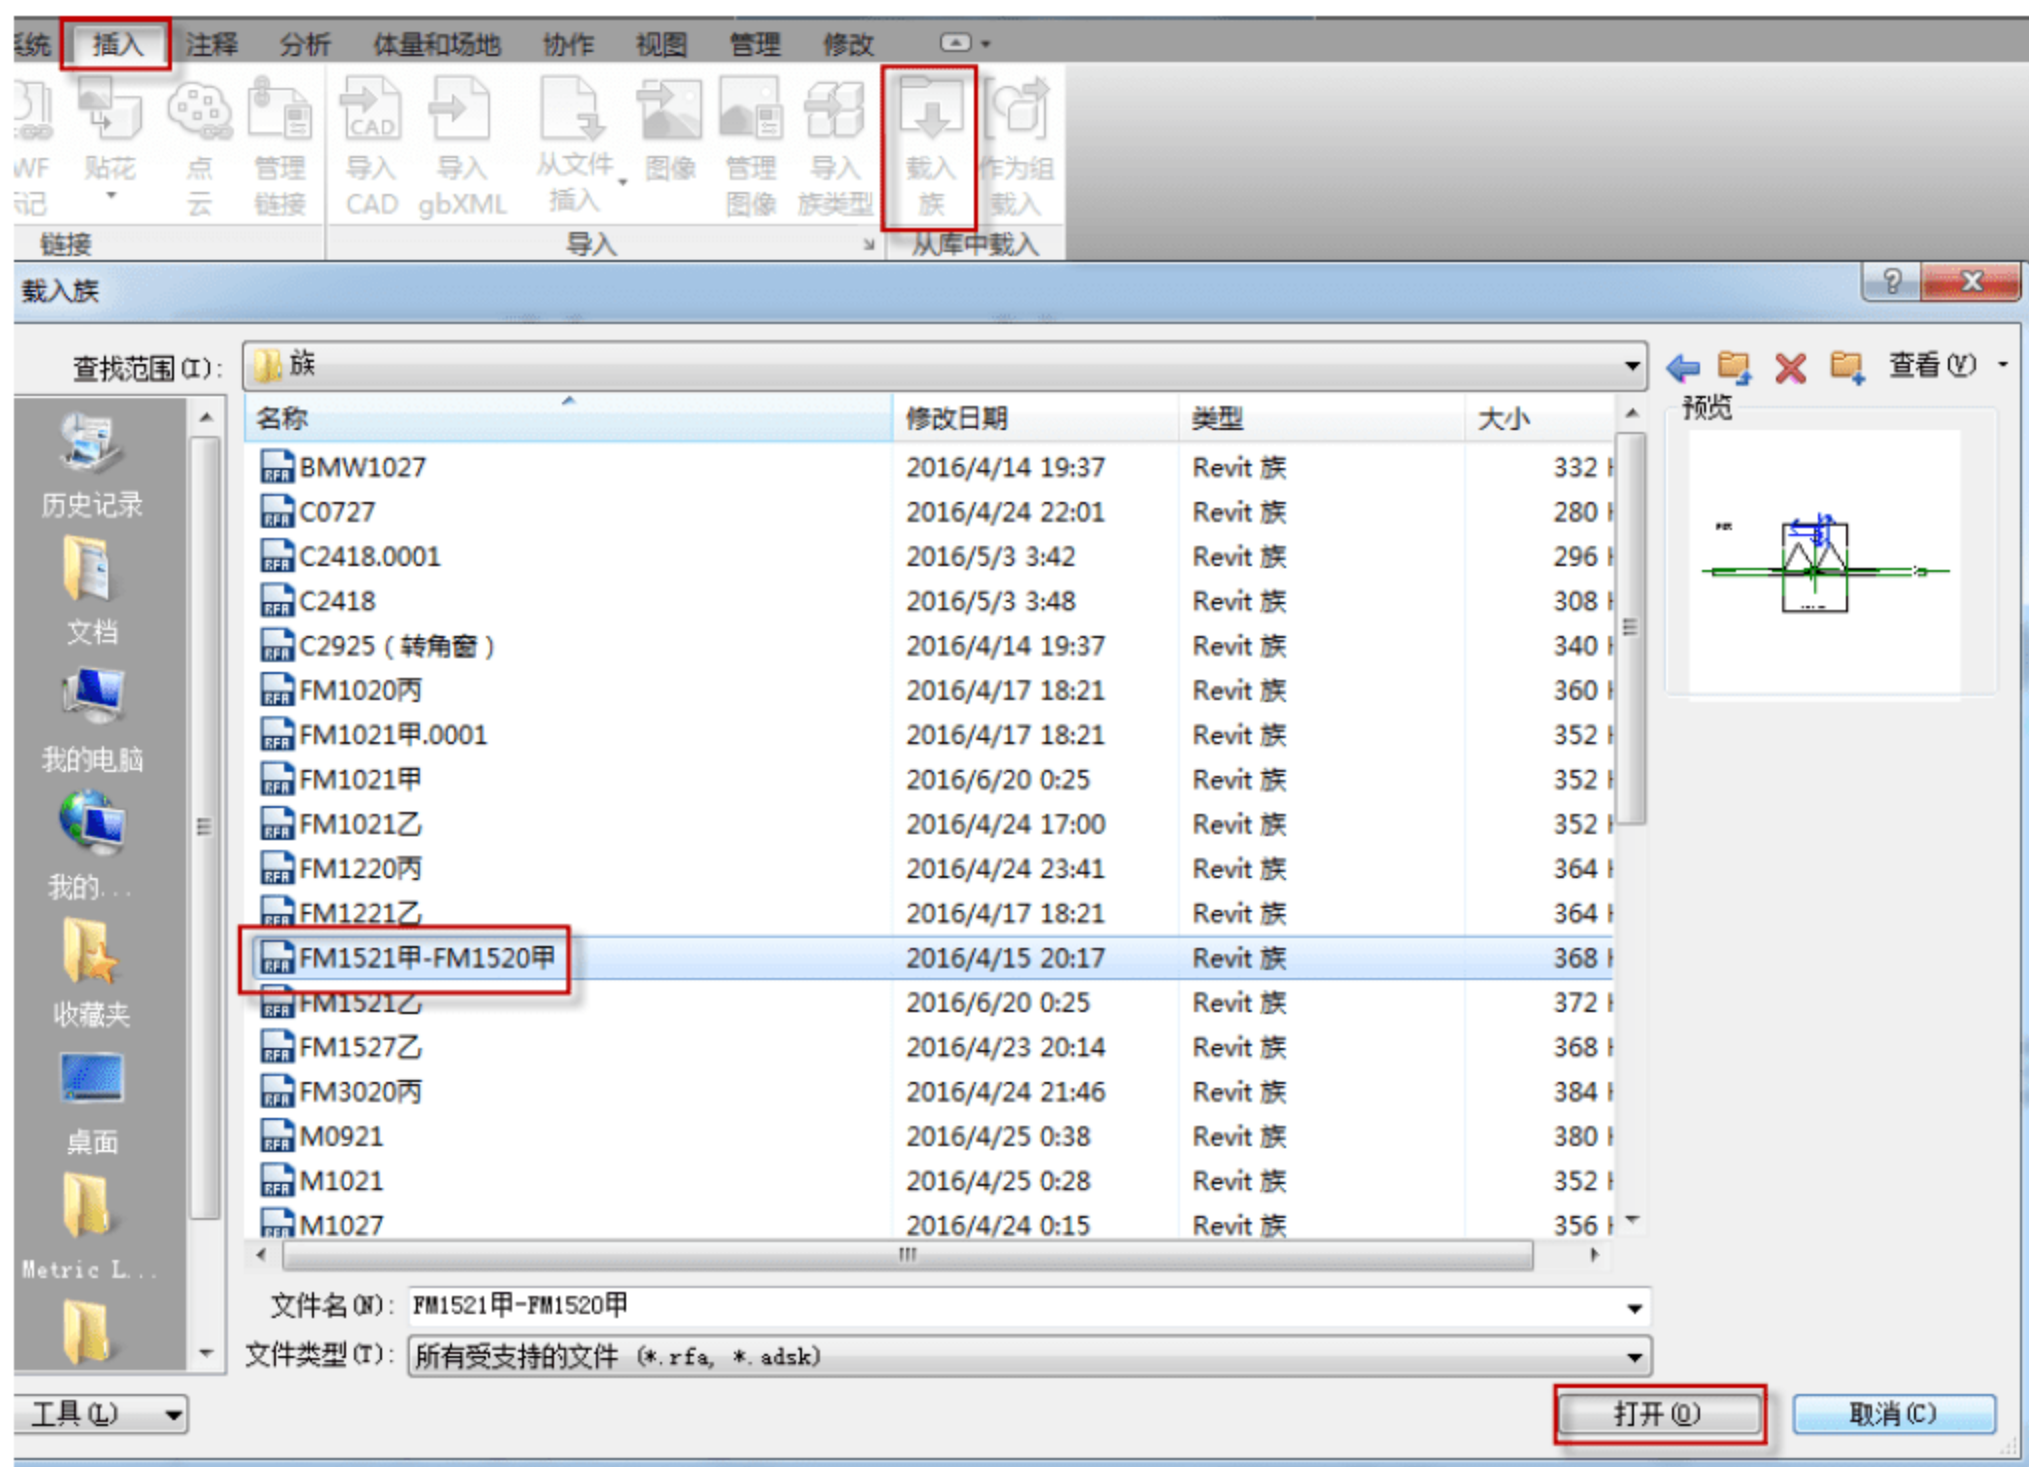 系统 插入 注释 分析 体量和场地 协作 视图 管理 修改
贴花 点 管理 导入 导入 从文件 图像 管理 导入 载入 作为组
云 链接 CAD gbXML 插入 图像 族类型 族 载入
CAD
链接 导入 从库中载入
载入族
查找范围(I): 族 查看(V)
名称 修改日期 类型 大小 预览
BMW1027 2016/4/14 19:37 Revit 族 332
C0727 2016/4/24 22:01 Revit 族 280
C2418.0001 2016/5/3 3:42 Revit 族 296
C2418 2016/5/3 3:48 Revit 族 308
C2925 ( 转角窗 ) 2016/4/14 19:37 Revit 族 340
FM1020丙 2016/4/17 18:21 Revit 族 360
FM1021甲.0001 2016/4/17 18:21 Revit 族 352
FM1021甲 2016/6/20 0:25 Revit 族 352
FM1021乙 2016/4/24 17:00 Revit 族 352
FM1220丙 2016/4/24 23:41 Revit 族 364
FM1221乙 2016/4/17 18:21 Revit 族 364
FM1521甲-FM1520甲 2016/4/15 20:17 Revit 族 368
FM1521乙 2016/6/20 0:25 Revit 族 372
FM1527乙 2016/4/23 20:14 Revit 族 368
FM3020丙 2016/4/24 21:46 Revit 族 384
M0921 2016/4/25 0:38 Revit 族 380
M1021 2016/4/25 0:28 Revit 族 352
M1027 2016/4/24 0:15 Revit 族 356
历史记录
文档
我的电脑
我的...
收藏夹
桌面
Metric L...
文件名(N): FM1521甲-FM1520甲
文件类型(T): 所有受支持的文件 (*.rfa, *.adsk)
工具(L) 打开(O) 取消(C)